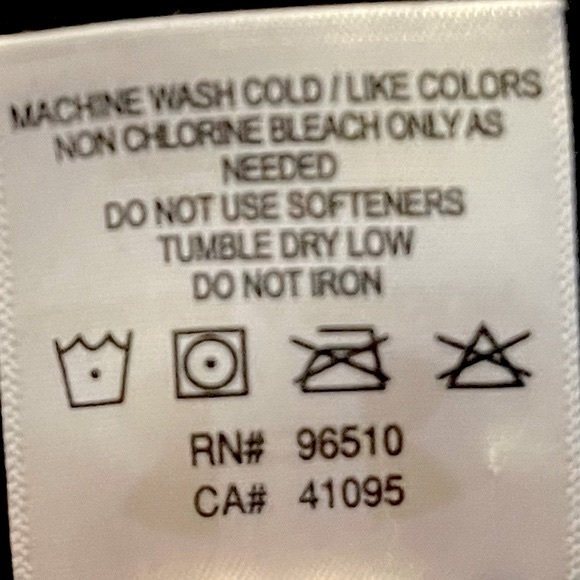 MACHINE WASH COLD / LIKE COLORS
NON CHLORINE BLEACH ONLY AS
NEEDED
DO NOT USE SOFTENERS
TUMBLE DRY LOW
DO NOT IRON
RN# 96510
CA# 41095